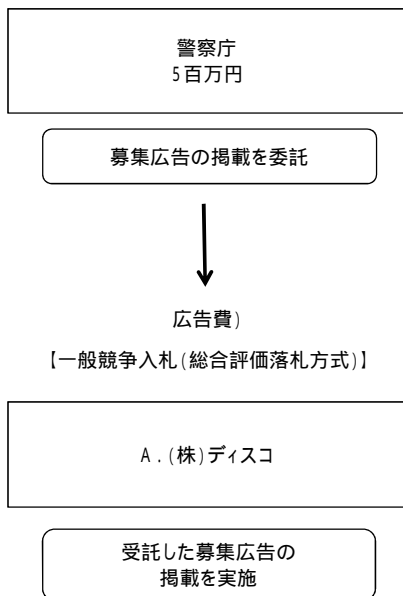 警察庁
5百万円
募集広告の掲載を委託
広告費)
【一般競争入札(総合評価落札方式)】
A.(株)ディスコ
受託した募集広告の
掲載を実施